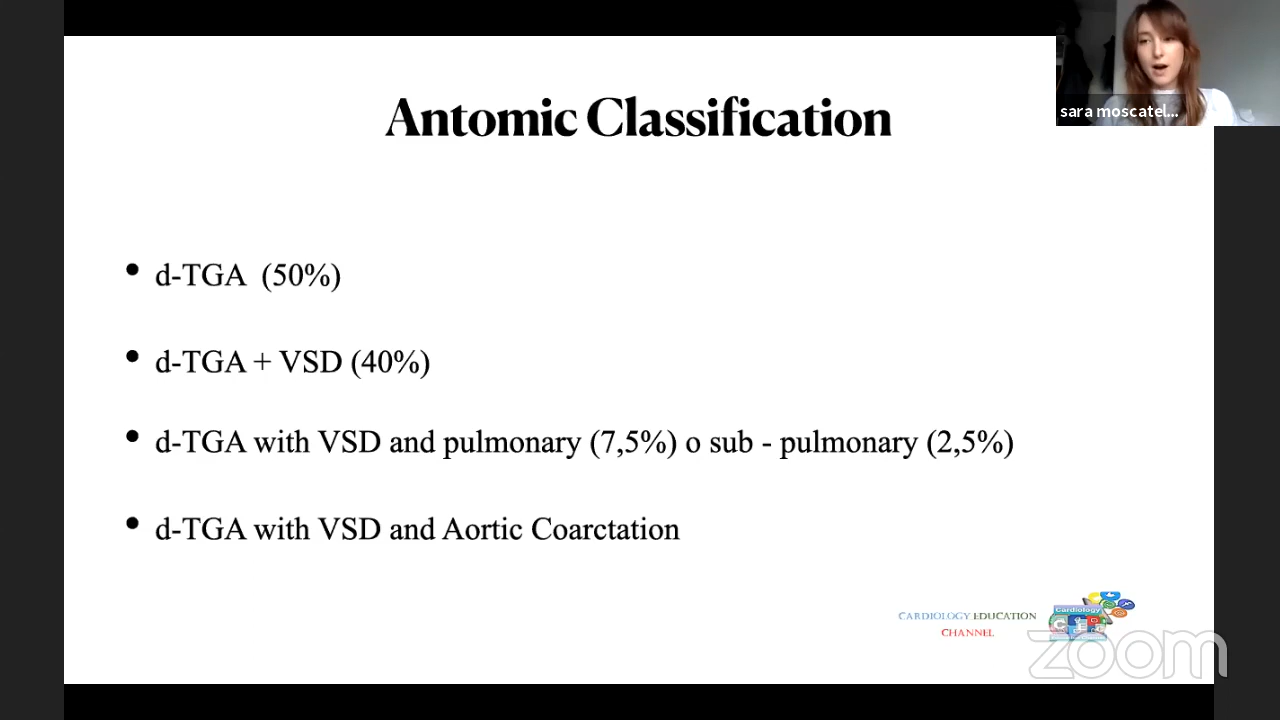 Antomic Classification
sara moscatel...
• d-TGA (50%)
• d-TGA + VSD (40%)
• d-TGA with VSD and pulmonary (7,5%) o sub - pulmonary (2,5%)
• d-TGA with VSD and Aortic Coarctation
CARDIOLOGY EDUCATION
CHANNEL
Cardiology
zoom